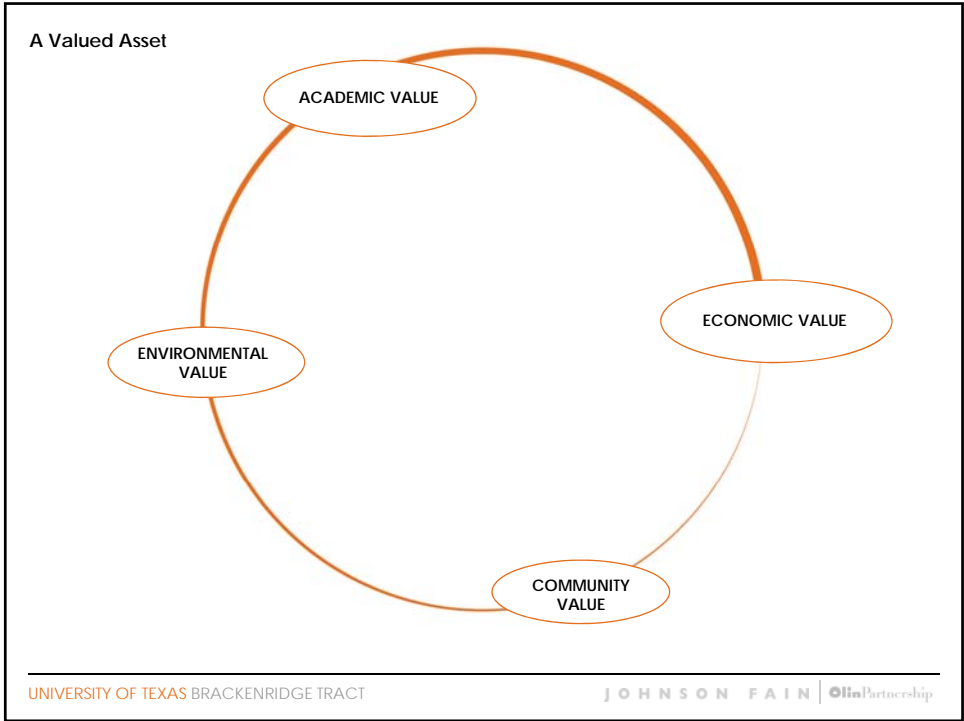 A Valued Asset
ACADEMIC VALUE
ECONOMIC VALUE
ENVIRONMENTAL
VALUE
COMMUNITY
VALUE
UNIVERSITY OF TEXAS BRACKENRIDGE TRACT
JOHNSON FAIN OlinPartnership